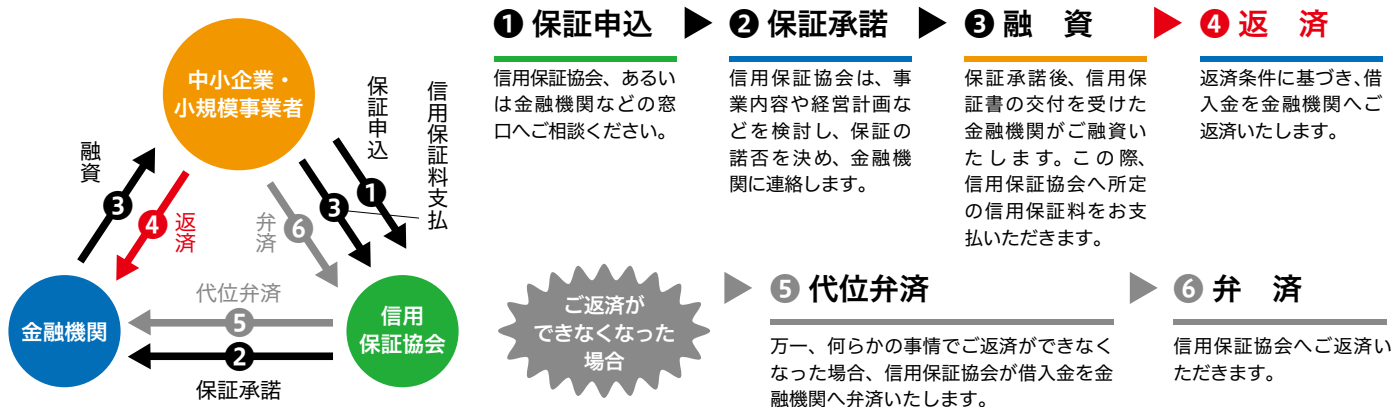 中小企業・
小規模事業者
保証申込
信用保証料支払
融資
❸
❹
返済
弁済
❻
❸
❶
代位弁済
❺
金融機関
信用
保証協会
❷
保証承諾
❶ 保証申込
信用保証協会、あるい
は金融機関などの窓
口へご相談ください。
❷ 保証承諾
信用保証協会は、事
業内容や経営計画な
どを検討し、保証の
諾否を決め、金融機
関に連絡します。
❸ 融　資
保証承諾後、信用保
証書の交付を受けた
金融機関がご融資い
たします。この際、
信用保証協会へ所定
の信用保証料をお支
払いただきます。
❹ 返　済
返済条件に基づき、借
入金を金融機関へご
返済いたします。
ご返済が
できなくなった
場合
❺ 代位弁済
万一、何らかの事情でご返済ができなく
なった場合、信用保証協会が借入金を金
融機関へ弁済いたします。
❻ 弁　済
信用保証協会へご返済い
ただきます。